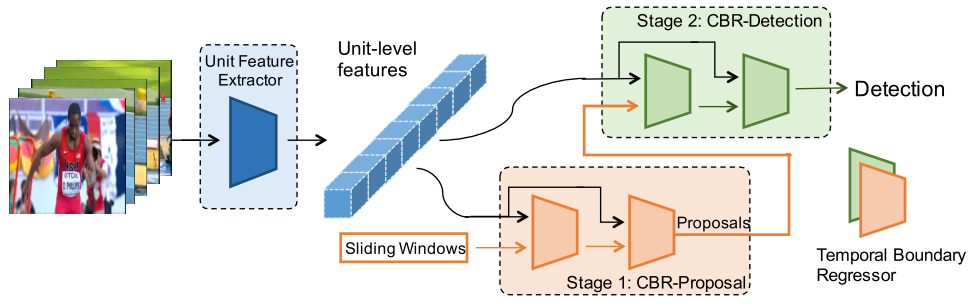 Stage 2: CBR-Detection
Unit Feature
Extractor
Unit-level
features
Detection
Proposals
Sliding Windows
Stage 1: CBR-Proposal
Temporal Boundary
Regressor